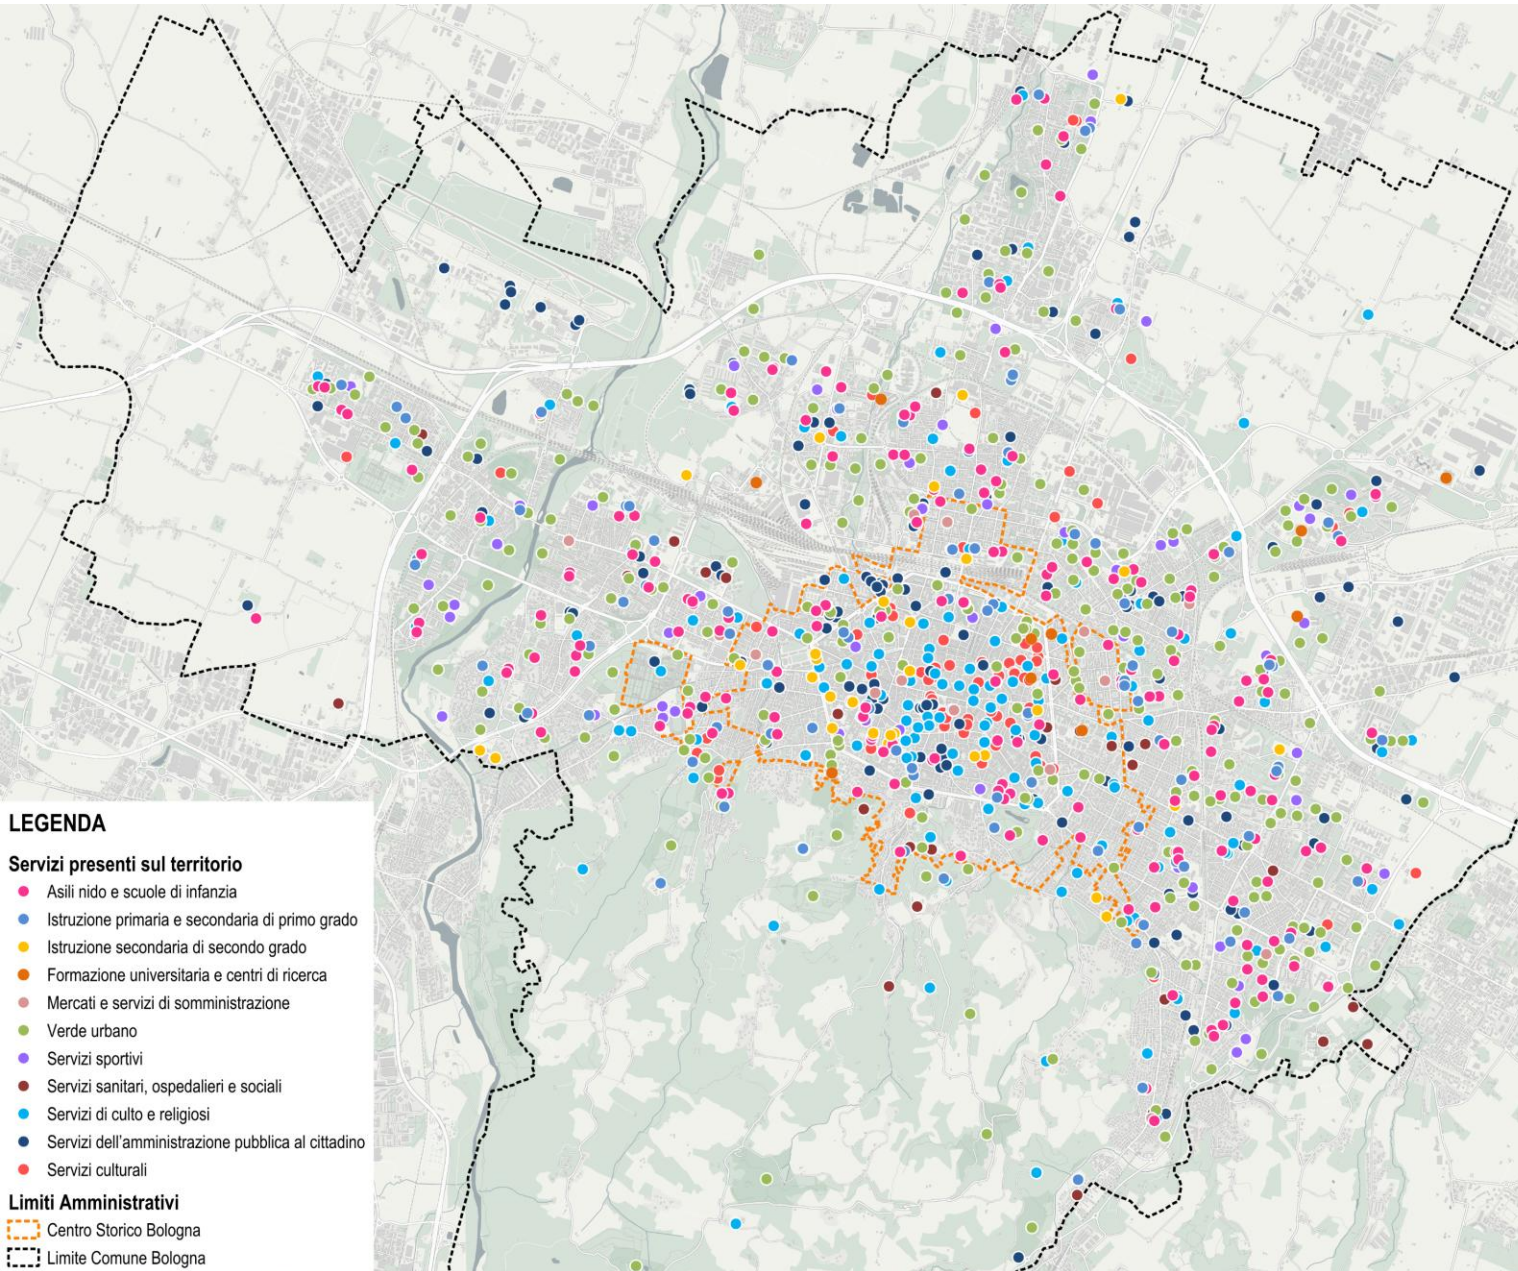 LEGENDA
Servizi presenti sul territorio
Asili nido e scuole di infanzia
Istruzione primaria e secondaria di primo grado
Istruzione secondaria di secondo grado
Formazione universitaria e centri di ricerca
Mercati e servizi di somministrazione
Verde urbano
Servizi sportivi
Servizi sanitari, ospedalieri e sociali
Servizi di culto e religiosi
Servizi dell'amministrazione pubblica al cittadino
Servizi culturali
Limiti Amministrativi
Centro Storico Bologna
Limite Comune Bologna